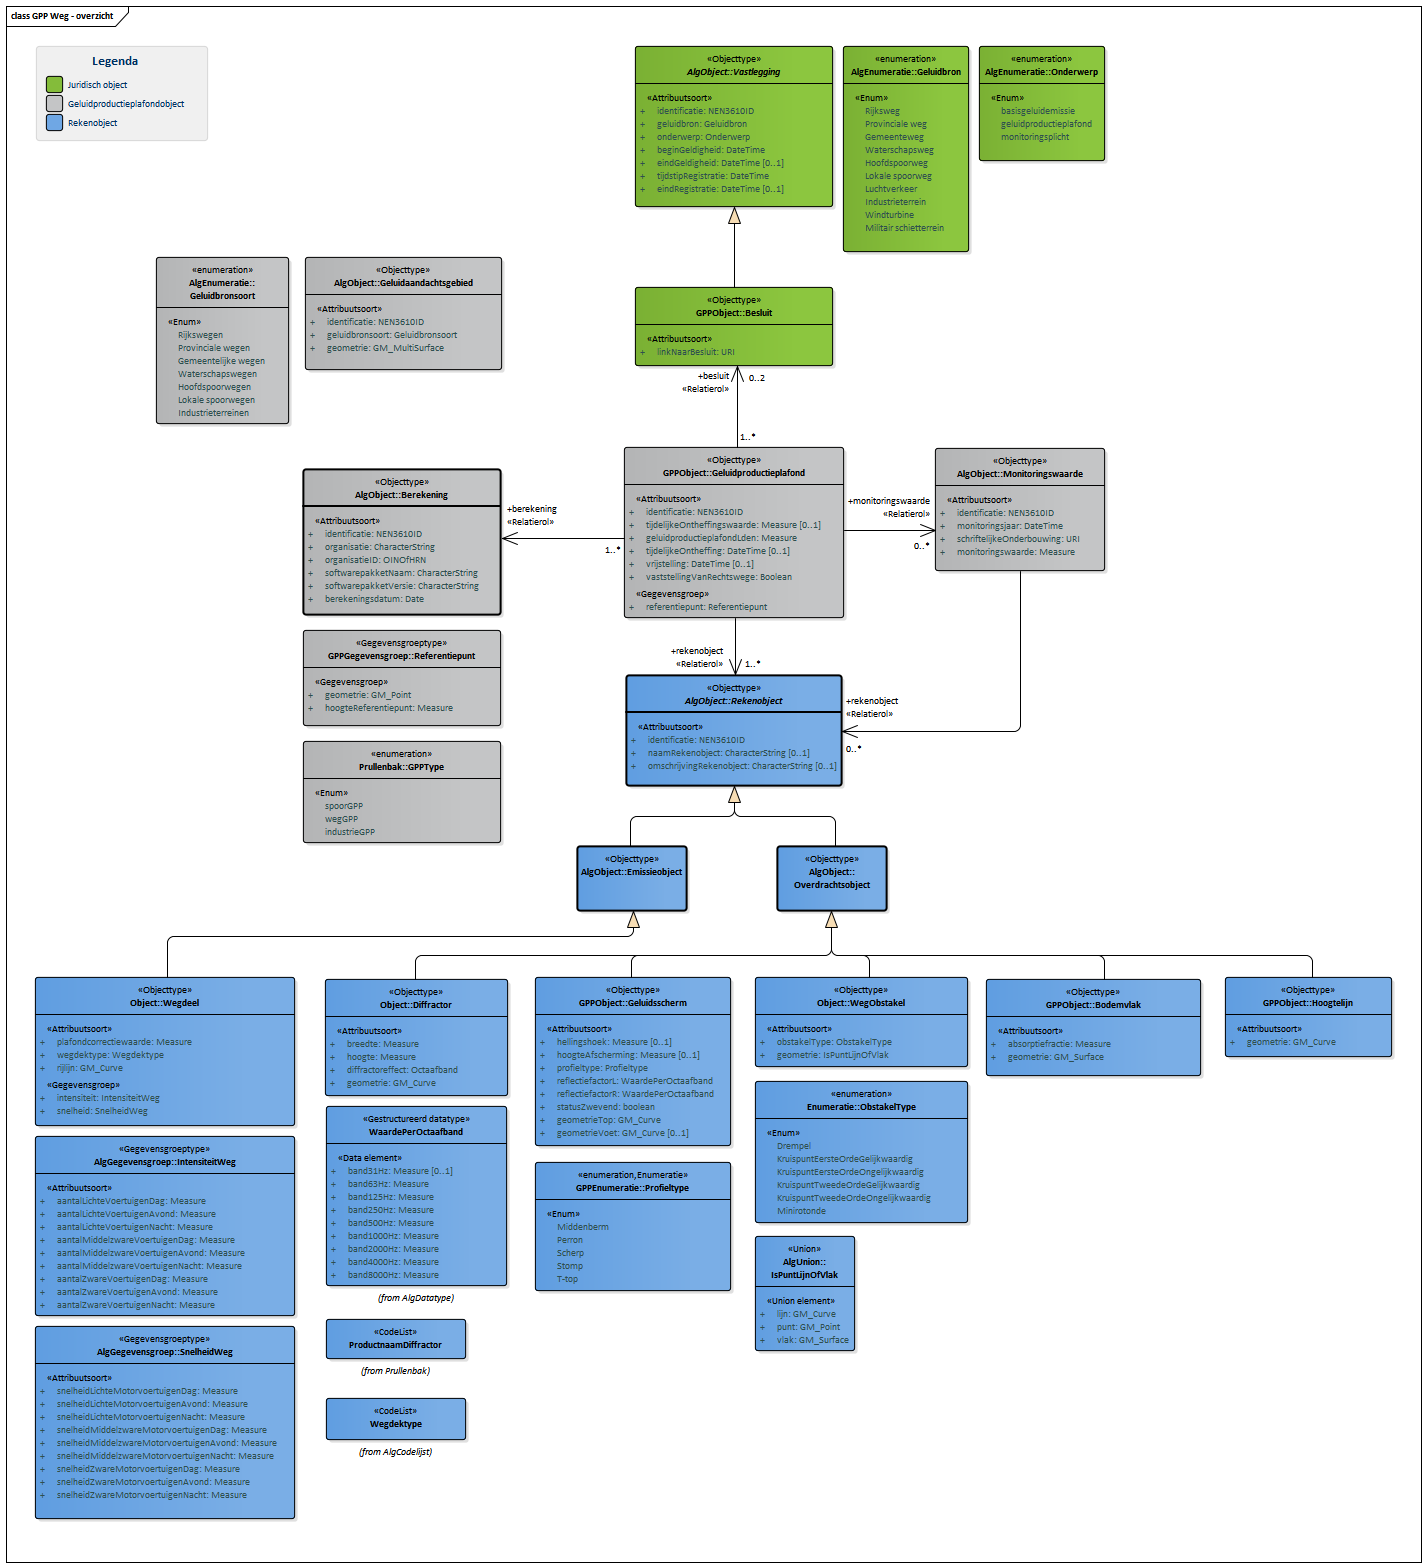 class GPP Weg - overzicht
Legenda
Juridisch object
Geluidproductieplafondobject
Rekenobject
«Objecttype»
AlgObject::Vastlegging
«Attribuutsoort»
+ identificatie: NEN3610ID
+ geluidbron: Geluidbron
+ onderwerp: Onderwerp
+ beginGeldigheid: DateTime
+ eindGeldigheid: DateTime [0..1]
+ tijdstipRegistratie: DateTime
+ eindRegistratie: DateTime [0..1]
«enumeration»
AlgEnumeratie::Geluidbron
«Enum»
Rijksweg
Provinciale weg
Gemeenteweg
Waterschapsweg
Hoofdspoorweg
Lokale spoorweg
Luchtverkeer
Industrieterrein
Windturbine
Militair schietterrein
«enumeration»
AlgEnumeratie::Onderwerp
«Enum»
basisgeluidemissie
geluidproductieplafond
monitoringsplicht
«enumeration»
AlgEnumeratie::
Geluidbronsoort
«Enum»
Rijkswegen
Provinciale wegen
Gemeentelijke wegen
Waterschapswegen
Hoofdspoorwegen
Lokale spoorwegen
Industrieterreinen
«Objecttype»
AlgObject::Geluidaandachtsgebied
«Attribuutsoort»
+ identificatie: NEN3610ID
+ geluidbronsoort: Geluidbronsoort
+ geometrie: GM_MultiSurface
«Objecttype»
GPPObject::Besluit
«Attribuutsoort»
+ linkNaarBesluit: URI
+besluit
«Relatierol»
0..2
1..*
«Objecttype»
GPPObject::Geluidproductieplafond
«Attribuutsoort»
+ identificatie: NEN3610ID
+ tijdelijkeOntheffingswaarde: Measure [0..1]
+ geluidproductieplafondLden: Measure
+ tijdelijkeOntheffing: DateTime [0..1]
+ vrijstelling: DateTime [0..1]
+ vaststellingVanRechtswege: Boolean
«Gegevensgroep»
+ referentiepunt: Referentiepunt
+monitoringswaarde
«Relatierol»
0..*
«Objecttype»
AlgObject::Monitoringswaarde
«Attribuutsoort»
+ identificatie: NEN3610ID
+ monitoringsjaar: DateTime
+ schriftelijkeOnderbouwing: URI
+ monitoringswaarde: Measure
«Objecttype»
AlgObject::Berekening
«Attribuutsoort»
+ identificatie: NEN3610ID
+ organisatie: CharacterString
+ organisatieID: OINOfHRN
+ softwarepakketNaam: CharacterString
+ softwarepakketVersie: CharacterString
+ berekeningsdatum: Date
+berekening
«Relatierol»
1..*
«Gegevensgroeptype»
GPPGegevensgroep::Referentiepunt
«Gegevensgroep»
+ geometrie: GM_Point
+ hoogteReferentiepunt: Measure
+rekenobject
«Relatierol»
1..*
«Objecttype»
AlgObject::Rekenobject
«Attribuutsoort»
+ identificatie: NEN3610ID
+ naamRekenobject: CharacterString [0..1]
+ omschrijvingRekenobject: CharacterString [0..1]
+rekenobject
«Relatierol»
0..*
«enumeration»
Prullenbak::GPPType
«Enum»
spoorGPP
wegGPP
industrieGPP
«Objecttype»
AlgObject::Emissieobject
«Objecttype»
AlgObject::
Overdrachtsobject
«Objecttype»
Object::Wegdeel
«Attribuutsoort»
+ plafondcorrectiewaarde: Measure
+ wegdektype: Wegdektype
+ rijlijn: GM_Curve
«Gegevensgroep»
+ intensiteit: IntensiteitWeg
+ snelheid: SnelheidWeg
«Objecttype»
Object::Diffractor
«Attribuutsoort»
+ breedte: Measure
+ hoogte: Measure
+ diffractoreffect: Octaafband
+ geometrie: GM_Curve
«Objecttype»
GPPObject::Geluidsscherm
«Attribuutsoort»
+ hellingshoek: Measure [0..1]
+ hoogteAfscherming: Measure [0..1]
+ profieltype: Profieltype
+ reflectiefactorL: WaardePerOctaafband
+ reflectiefactorR: WaardePerOctaafband
+ statusZwevend: boolean
+ geometrieTop: GM_Curve
+ geometrieVoet: GM_Curve [0..1]
«Objecttype»
Object::WegObstakel
«Attribuutsoort»
+ obstakelType: ObstakelType
+ geometrie: IsPuntLijnOfVlak
«Objecttype»
GPPObject::Bodemvlak
«Attribuutsoort»
+ absorptiefractie: Measure
+ geometrie: GM_Surface
«Objecttype»
GPPObject::Hoogtelijn
«Attribuutsoort»
+ geometrie: GM_Curve
«Gegevensgroeptype»
AlgGegevensgroep::IntensiteitWeg
«Attribuutsoort»
+ aantalLichteVoertuigenDag: Measure
+ aantalLichteVoertuigenAvond: Measure
+ aantalLichteVoertuigenNacht: Measure
+ aantalMiddelzwareVoertuigenDag: Measure
+ aantalMiddelzwareVoertuigenAvond: Measure
+ aantalMiddelzwareVoertuigenNacht: Measure
+ aantalZwareVoertuigenDag: Measure
+ aantalZwareVoertuigenAvond: Measure
+ aantalZwareVoertuigenNacht: Measure
«Gestructureerd datatype»
WaardePerOctaafband
«Data element»
+ band31Hz: Measure [0..1]
+ band63Hz: Measure
+ band125Hz: Measure
+ band250Hz: Measure
+ band500Hz: Measure
+ band1000Hz: Measure
+ band2000Hz: Measure
+ band4000Hz: Measure
+ band8000Hz: Measure
(from AlgDatatype)
«enumeration,Enumeratie»
GPPEnumeratie::Profieltype
«Enum»
Middenberm
Perron
Scherp
Stomp
T-top
«enumeration»
Enumeratie::ObstakelType
«Enum»
Drempel
KruispuntEersteOrdeGelijkwaardig
KruispuntEersteOrdeOngelijkwaardig
KruispuntTweedeOrdeGelijkwaardig
KruispuntTweedeOrdeOngelijkwaardig
Minirotonde
«Union»
AlgUnion::
IsPuntLijnOfVlak
«Union element»
+ lijn: GM_Curve
+ punt: GM_Point
+ vlak: GM_Surface
«Gegevensgroeptype»
AlgGegevensgroep::SnelheidWeg
«Attribuutsoort»
+ snelheidLichteMotorvoertuigenDag: Measure
+ snelheidLichteMotorvoertuigenAvond: Measure
+ snelheidLichteMotorvoertuigenNacht: Measure
+ snelheidMiddelzwareMotorvoertuigenDag: Measure
+ snelheidMiddelzwareMotorvoertuigenAvond: Measure
+ snelheidMiddelzwareMotorvoertuigenNacht: Measure
+ snelheidZwareMotorvoertuigenDag: Measure
+ snelheidZwareMotorvoertuigenAvond: Measure
+ snelheidZwareMotorvoertuigenNacht: Measure
«CodeList»
ProductnaamDiffractor
(from Prullenbak)
«CodeList»
Wegdektype
(from AlgCodelijst)